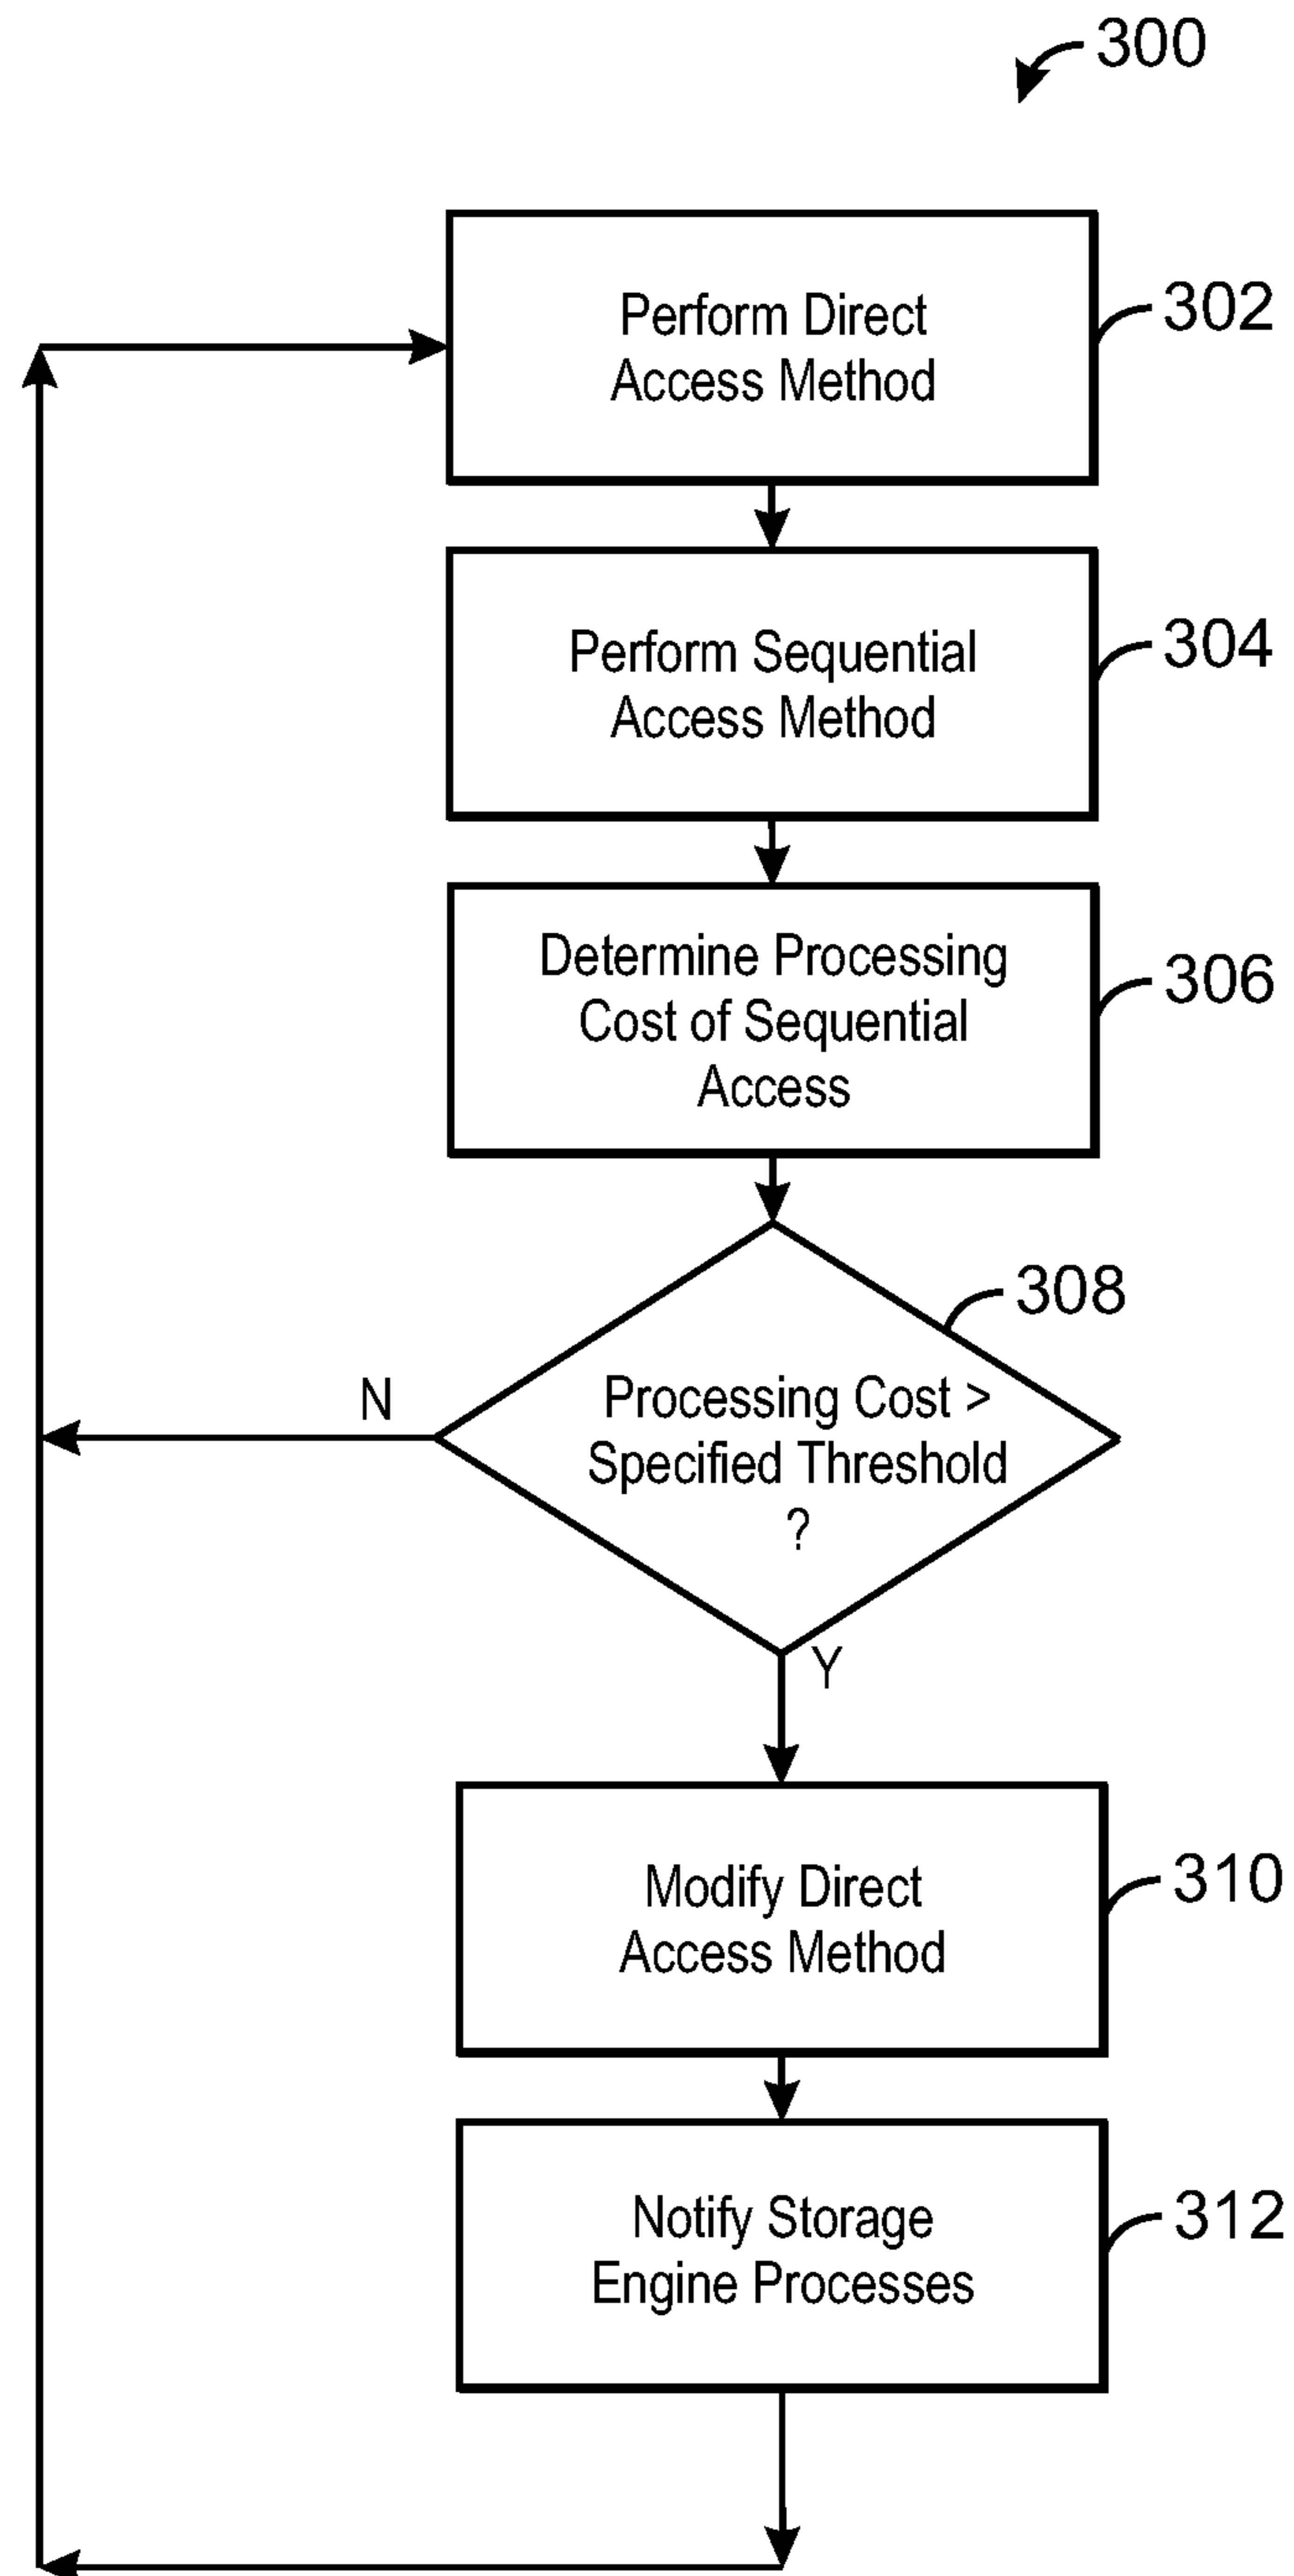 300
Perform Direct
Access Method
302
Perform Sequential
Access Method
304
Determine Processing
Cost of Sequential
Access
306
308
Processing Cost >
Specified Threshold
?
N
Y
Modify Direct
Access Method
310
Notify Storage
Engine Processes
312